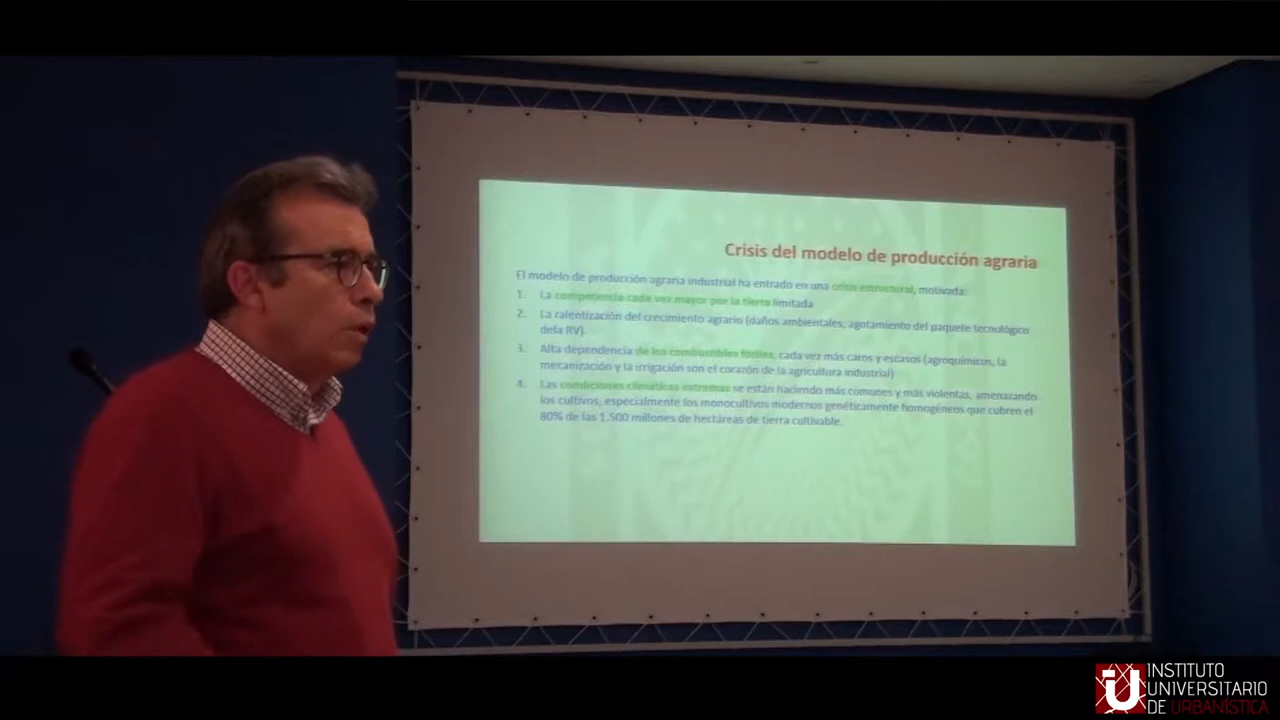 Crisis del modelo de producción agraria
El modelo de producción agraria industrial ha entrado en una crisis estructural, motivada:
1. La competencia cada vez mayor por la tierra limitada
2. La ralentización del crecimiento agrario (daños ambientales; agotamiento del paquete tecnológico
dela RV).
3. Alta dependencia de los combustibles fósiles, cada vez más caros y escasos (agroquímicos, la
mecanización y la irrigación son el corazón de la agricultura industrial)
4. Las condiciones climáticas extremas se están haciendo más comunes y más violentas, amenazando
los cultivos; especialmente los monocultivos modernos genéticamente homogéneos que cubren el
80% de las 1.500 millones de hectáreas de tierra cultivable.
iU INSTITUTO
UNIVERSITARIO
DE URBANÍSTICA